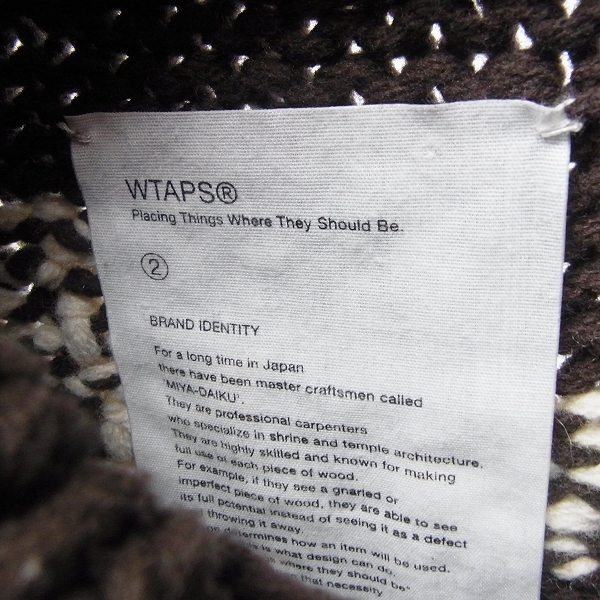 WTAPS®
Placing Things Where They Should Be.
②
BRAND IDENTITY
For a long time in Japan
there have been master craftsmen called
'MIYA-DAIKU'.
They are professional carpenters
who specialize in shrine and temple architecture.
They are highly skilled and known for making
full use of each piece of wood.
For example, if they see a gnarled or
imperfect piece of wood, they are able to see
its full potential instead of seeing it as a defect
throwing it away.
determines how an item will be used.
is what design can do.
where they should be"
that necessity